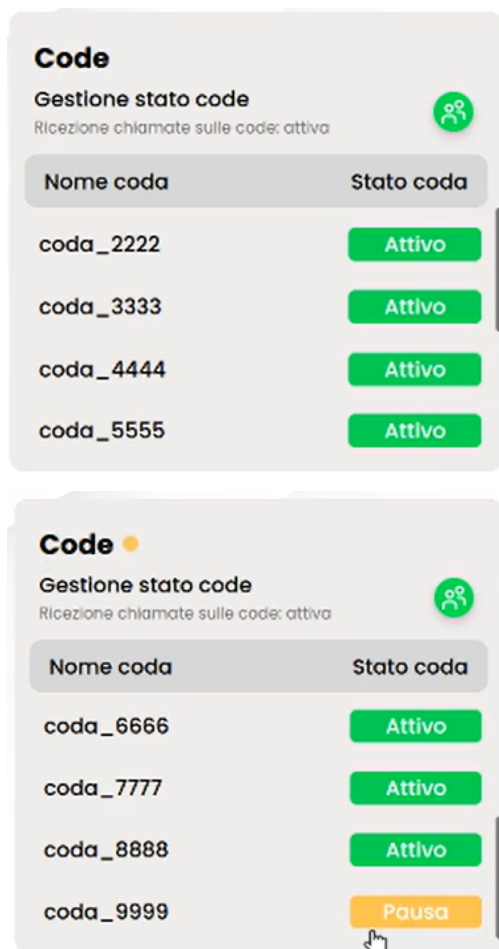 Code
Gestione stato code
Ricezione chiamate sulle code: attiva
Nome coda Stato coda
coda_2222 Attivo
coda_3333 Attivo
coda_4444 Attivo
coda_5555 Attivo
Code
Gestione stato code
Ricezione chiamate sulle code: attiva
Nome coda Stato coda
coda_6666 Attivo
coda_7777 Attivo
coda_8888 Attivo
coda_9999 Pausa